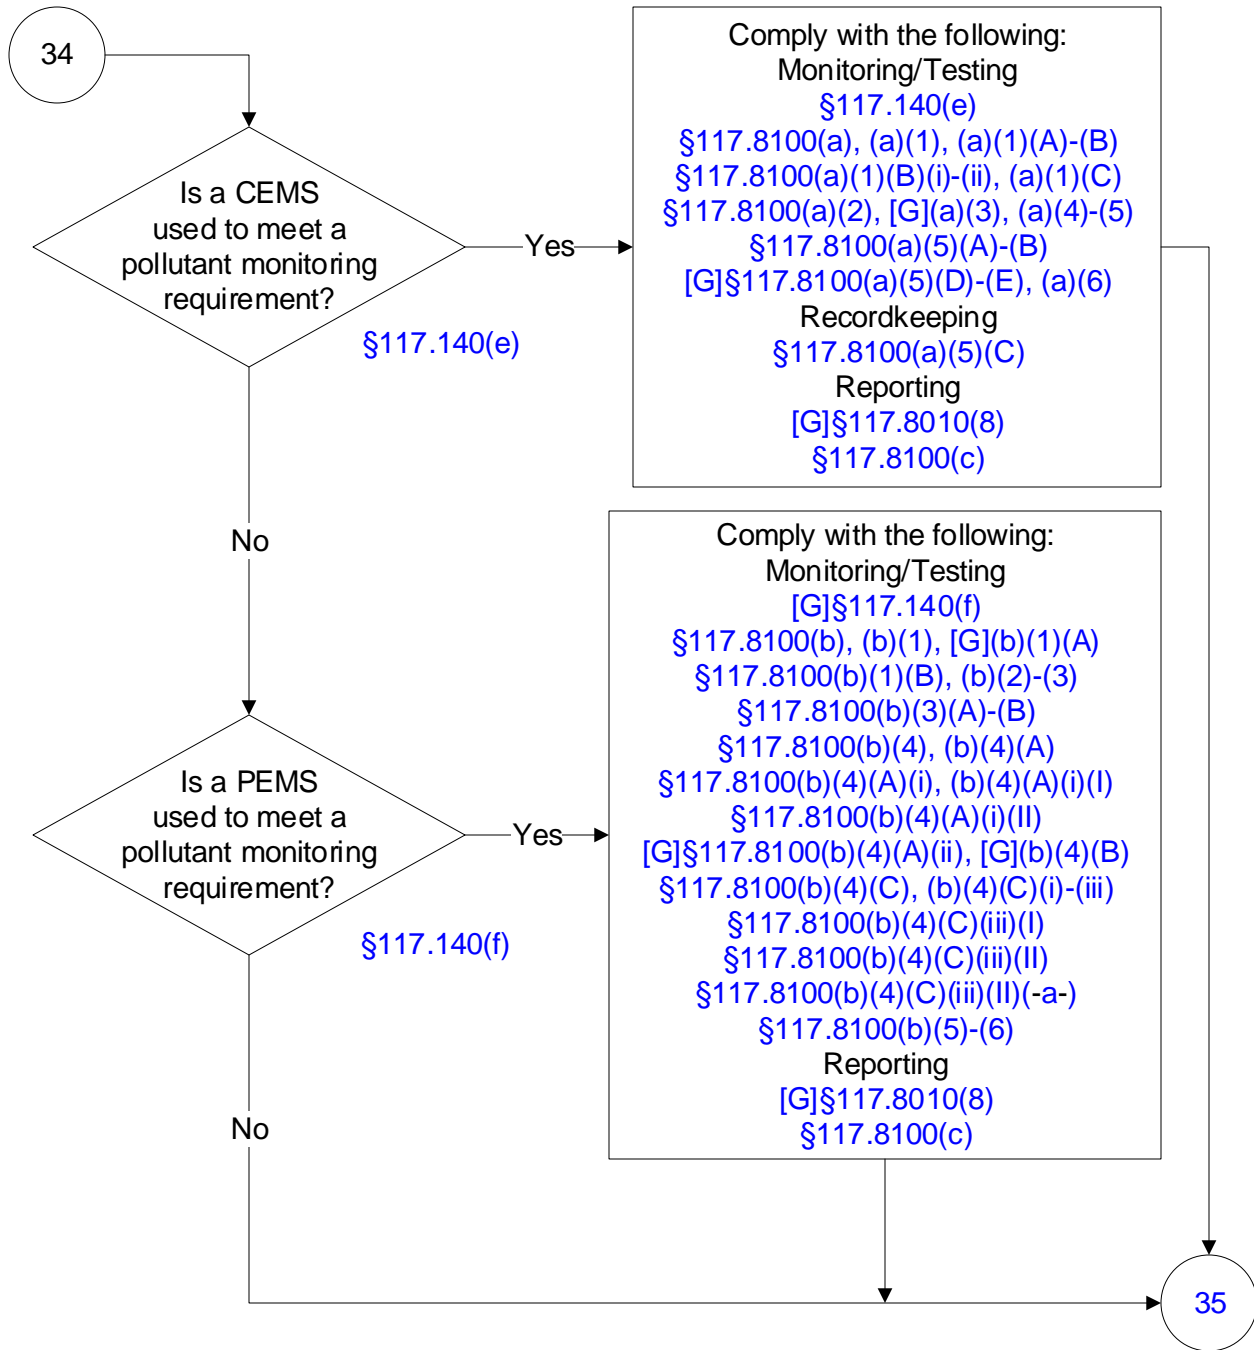 34
Is a CEMS
used to meet a
pollutant monitoring
requirement?
§117.140(e)
Yes
No
Comply with the following:
Monitoring/Testing
§117.140(e)
§117.8100(a), (a)(1), (a)(1)(A)-(B)
§117.8100(a)(1)(B)(i)-(ii), (a)(1)(C)
§117.8100(a)(2), [G](a)(3), (a)(4)-(5)
§117.8100(a)(5)(A)-(B)
[G]§117.8100(a)(5)(D)-(E), (a)(6)
Recordkeeping
§117.8100(a)(5)(C)
Reporting
[G]§117.8010(8)
§117.8100(c)
Is a PEMS
used to meet a
pollutant monitoring
requirement?
§117.140(f)
Yes
No
Comply with the following:
Monitoring/Testing
[G]§117.140(f)
§117.8100(b), (b)(1), [G](b)(1)(A)
§117.8100(b)(1)(B), (b)(2)-(3)
§117.8100(b)(3)(A)-(B)
§117.8100(b)(4), (b)(4)(A)
§117.8100(b)(4)(A)(i), (b)(4)(A)(i)(I)
§117.8100(b)(4)(A)(i)(II)
[G]§117.8100(b)(4)(A)(ii), [G](b)(4)(B)
§117.8100(b)(4)(C), (b)(4)(C)(i)-(iii)
§117.8100(b)(4)(C)(iii)(I)
§117.8100(b)(4)(C)(iii)(II)
§117.8100(b)(4)(C)(iii)(II)(-a-)
§117.8100(b)(5)-(6)
Reporting
[G]§117.8010(8)
§117.8100(c)
35